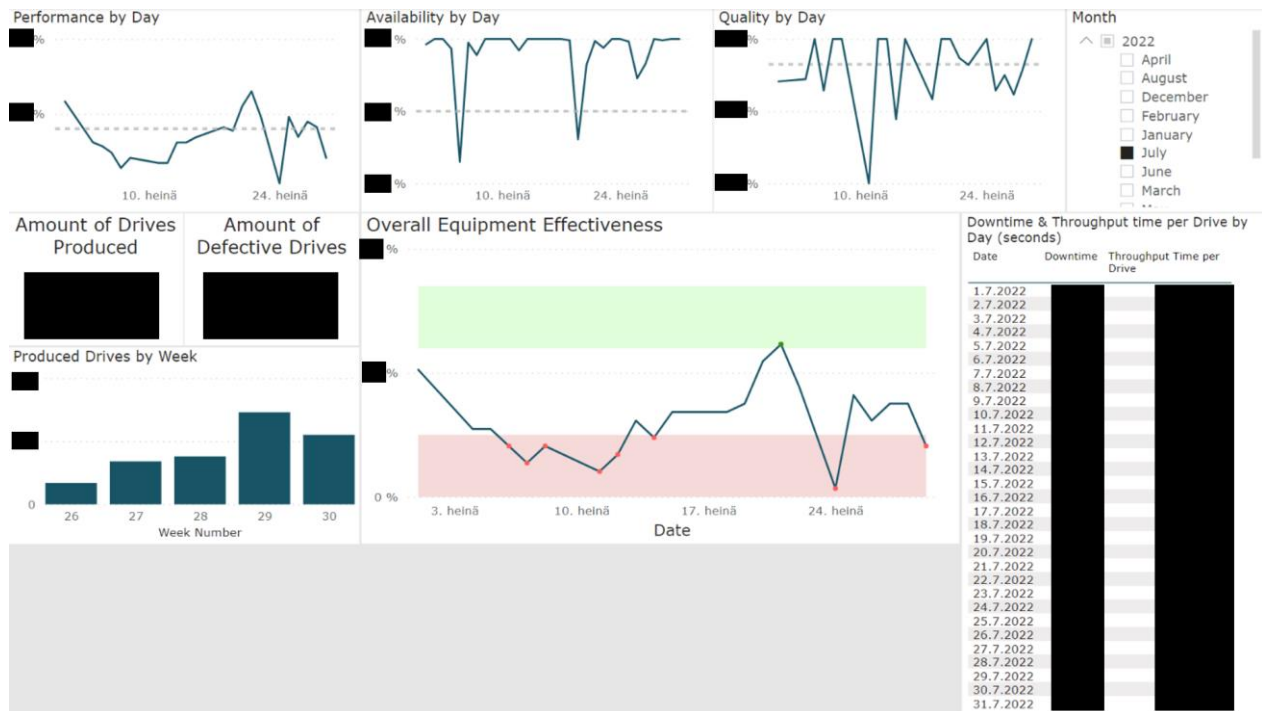 Performance by Day
%
%
%
10. heinä 24. heinä
Availability by Day
%
%
%
10. heinä 24. heinä
Quality by Day
%
%
%
10. heinä 24. heinä
Month
2022
April
August
December
February
January
July
June
March
Amount of Drives
Produced
Amount of
Defective Drives
Produced Drives by Week
0
26 27 28 29 30
Week Number
Overall Equipment Effectiveness
%
%
0 %
3. heinä 10. heinä 17. heinä 24. heinä
Date
Downtime & Throughput time per Drive by
Day (seconds)
Date Downtime Throughput Time per
Drive
1.7.2022
2.7.2022
3.7.2022
4.7.2022
5.7.2022
6.7.2022
7.7.2022
8.7.2022
9.7.2022
10.7.2022
11.7.2022
12.7.2022
13.7.2022
14.7.2022
15.7.2022
16.7.2022
17.7.2022
18.7.2022
19.7.2022
20.7.2022
21.7.2022
22.7.2022
23.7.2022
24.7.2022
25.7.2022
26.7.2022
27.7.2022
28.7.2022
29.7.2022
30.7.2022
31.7.2022